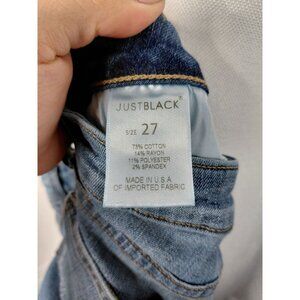 JUSTBLACK
SIZE 27
73% COTTON
14% RAYON
11% POLYESTER
2% SPANDEX
MADE IN U.S.A
OF IMPORTED FABRIC